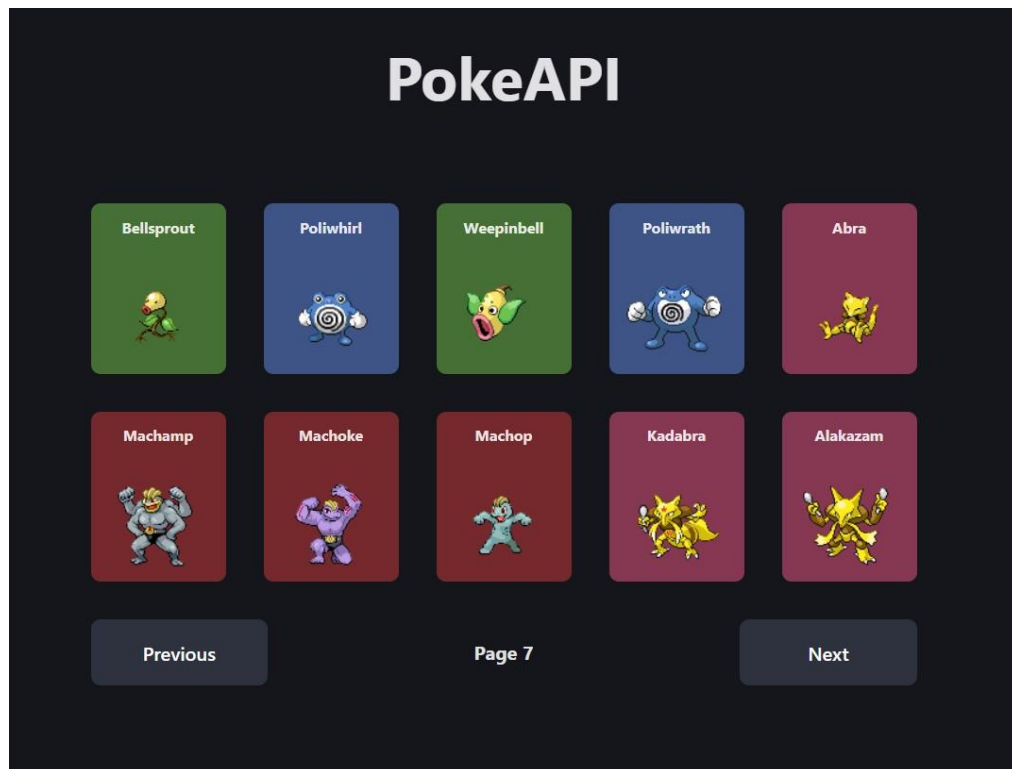 PokeAPI
Bellsprout
Poliwhirl
Weepinbell
Poliwrath
Abra
Machamp
Machoke
Machop
Kadabra
Alakazam
Previous
Page 7
Next